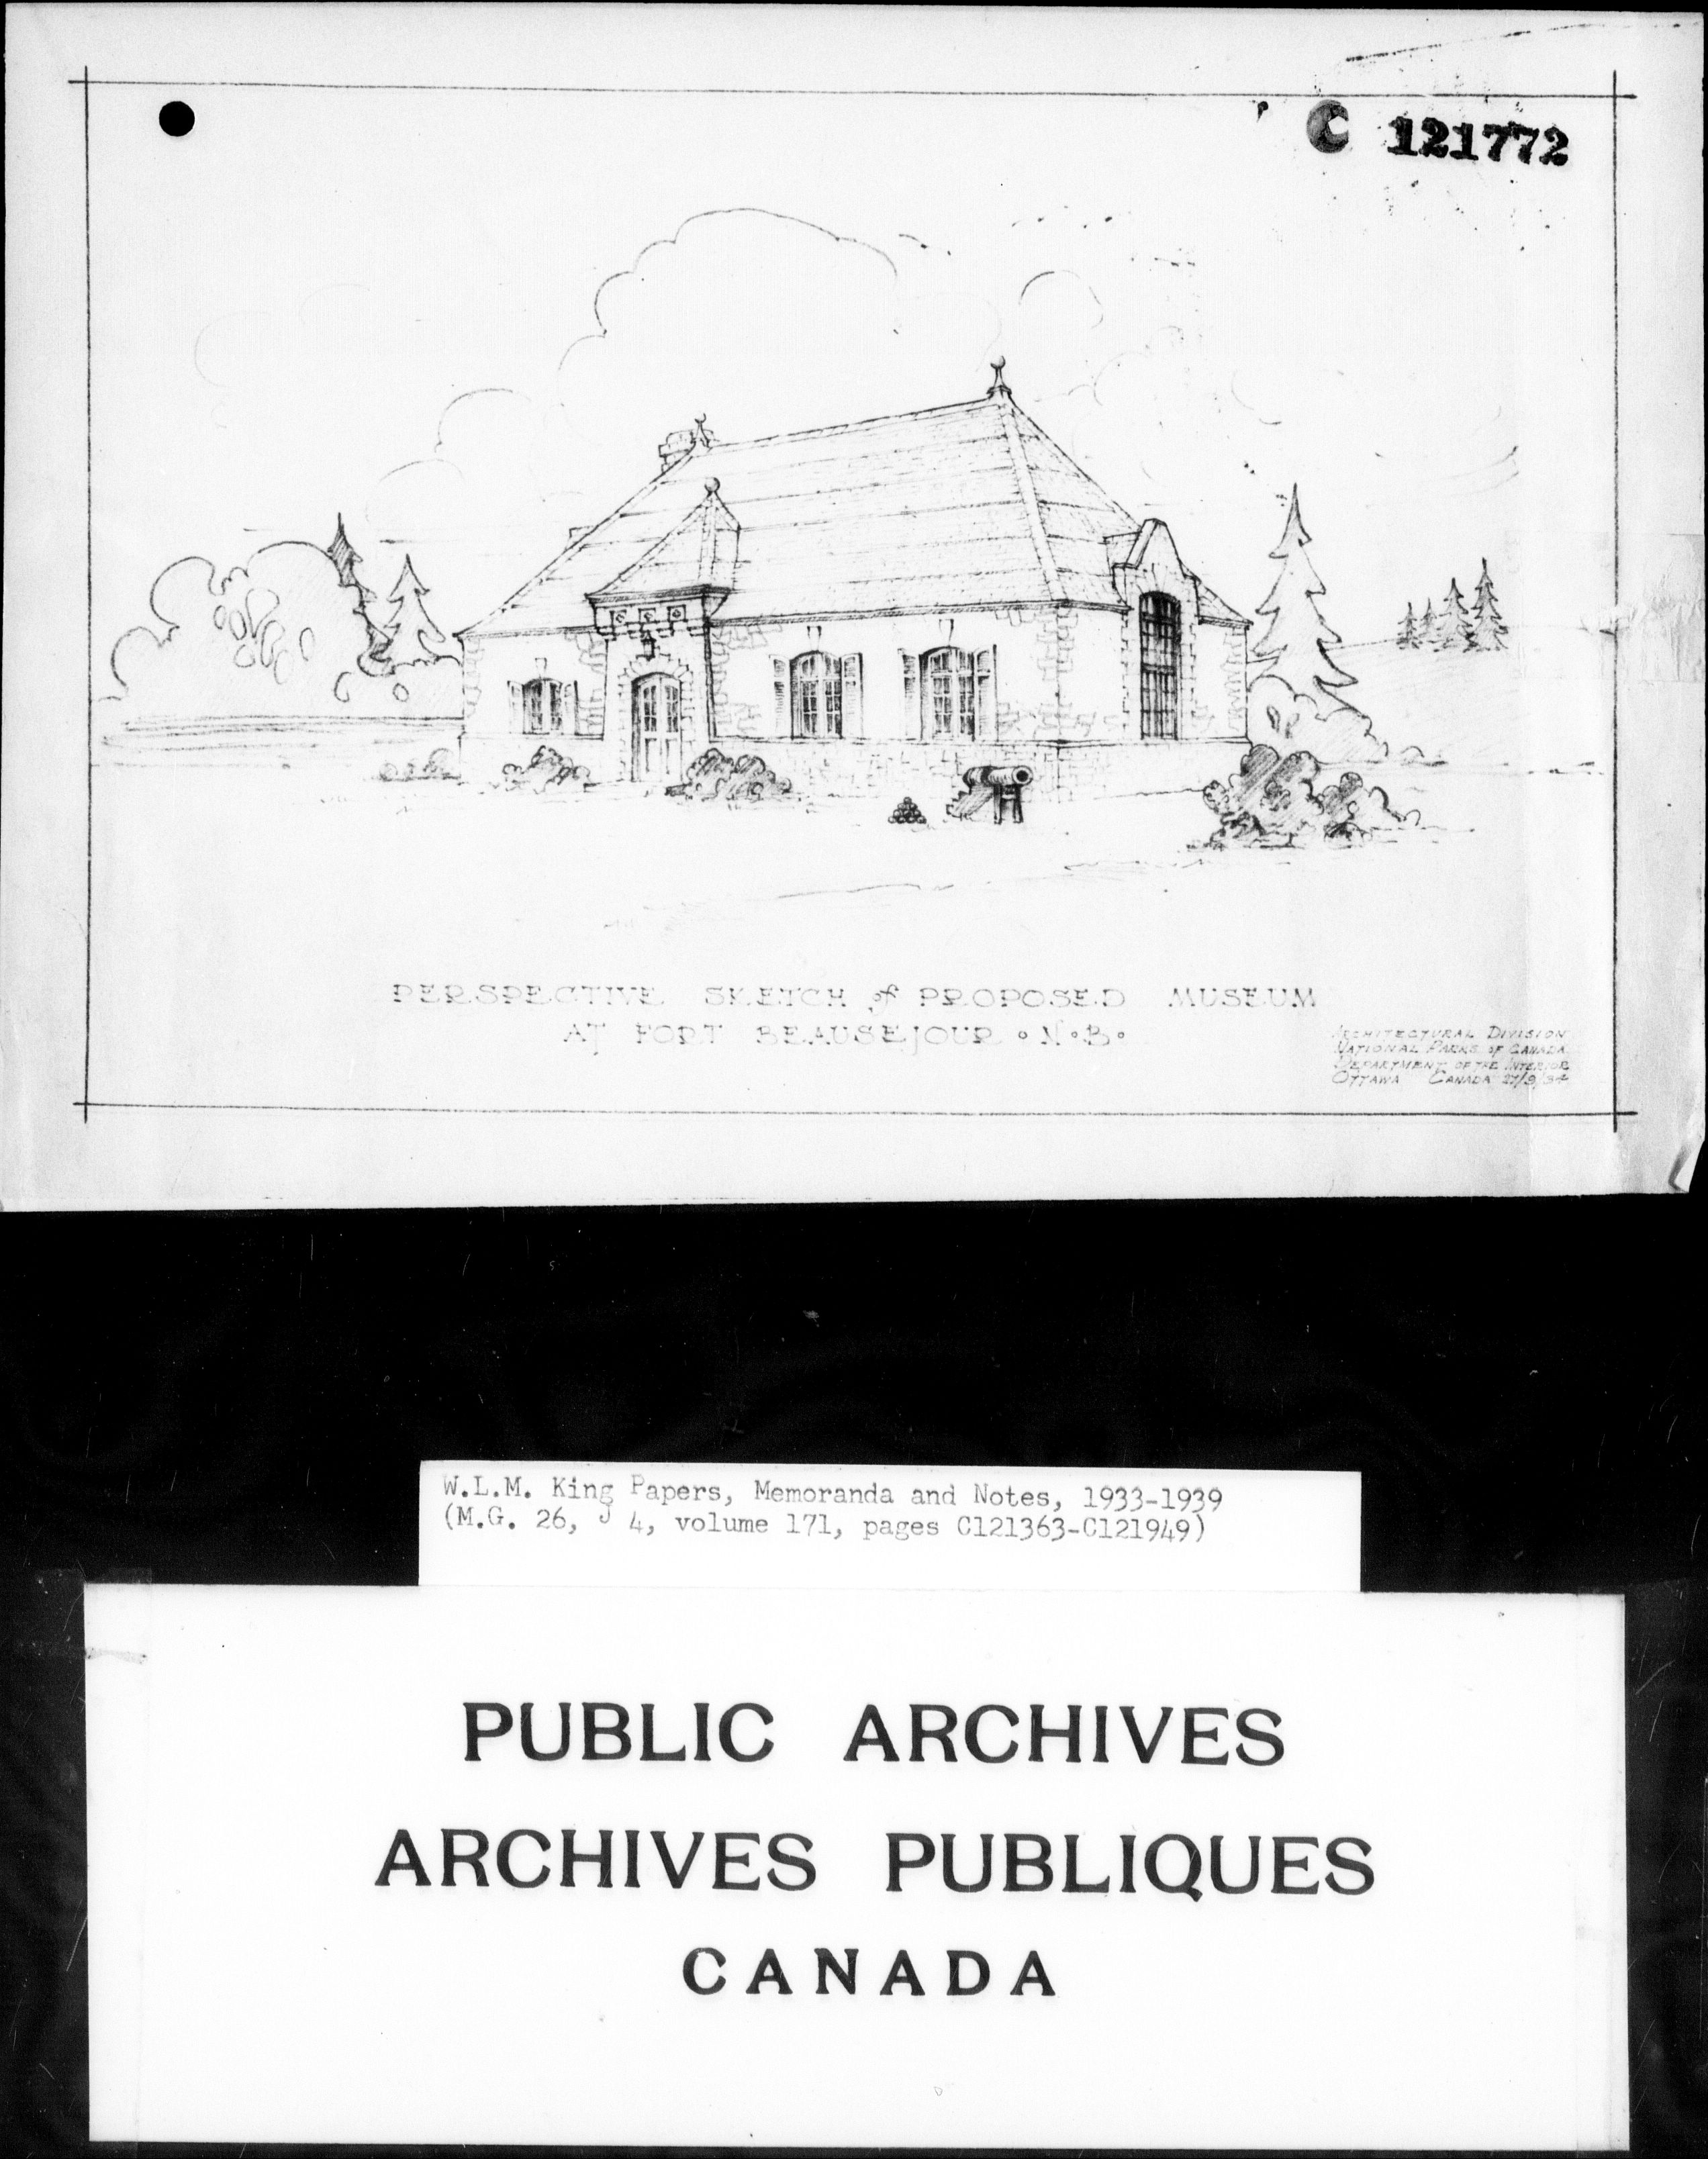 C 121772
PERSPECTIVE SKETCH of PROPOSED MUSEUM
AT FORT BEAUSEJOUR • N • B •
ARCHITECTURAL DIVISION
NATIONAL PARKS OF CANADA
DEPARTMENT OF THE INTERIOR
OTTAWA CANADA 27/9/34
W.L.M. King Papers, Memoranda and Notes, 1933-1939
(M.G. 26, J 4, volume 171, pages C121363-C121949)
PUBLIC ARCHIVES
ARCHIVES PUBLIQUES
CANADA